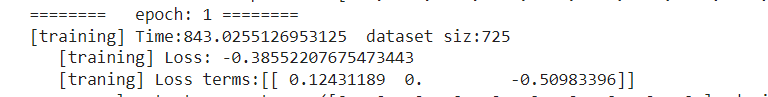 ======== epoch: 1 ========
[training] Time:843.0255126953125 dataset siz:725
[training] Loss: -0.38552207675473443
[traning] Loss terms:[[ 0.12431189 0. -0.50983396]]